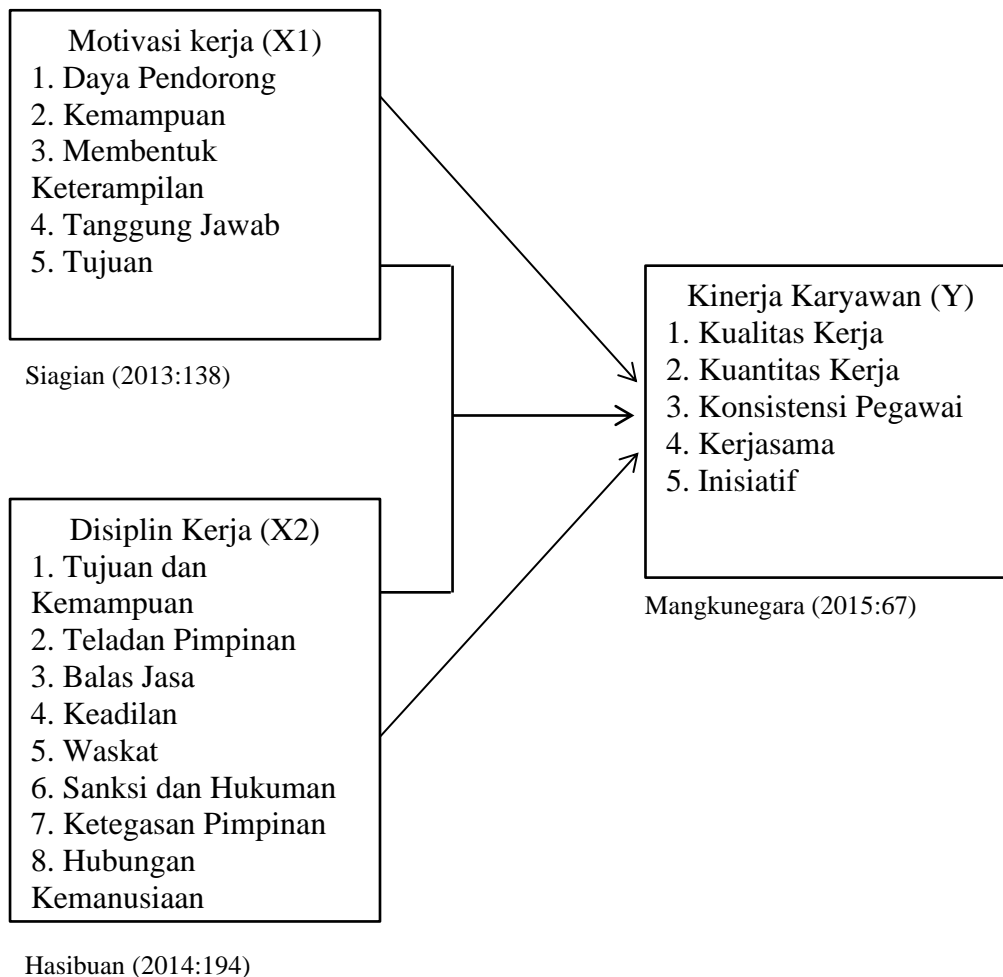 Motivasi kerja (X1)
1. Daya Pendorong
2. Kemampuan
3. Membentuk
Keterampilan
4. Tanggung Jawab
5. Tujuan
Siagian (2013:138)
Kinerja Karyawan (Y)
1. Kualitas Kerja
2. Kuantitas Kerja
3. Konsistensi Pegawai
4. Kerjasama
5. Inisiatif
Mangkunegara (2015:67)
Disiplin Kerja (X2)
1. Tujuan dan
Kemampuan
2. Teladan Pimpinan
3. Balas Jasa
4. Keadilan
5. Waskat
6. Sanksi dan Hukuman
7. Ketegasan Pimpinan
8. Hubungan
Kemanusiaan
Hasibuan (2014:194)